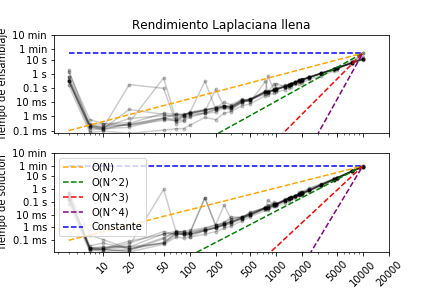 Rendimiento Laplaciana llena
Tiempo de ensamblaje
10 min
1 min
10 s
1 s
0.1 s
10 ms
1 ms
0.1 ms
Tiempo de solución
10 min
1 min
10 s
1 s
0.1 s
10 ms
1 ms
0.1 ms
O(N)
O(N^2)
O(N^3)
O(N^4)
Constante
10
20
50
100
200
500
1000
2000
5000
10000
20000